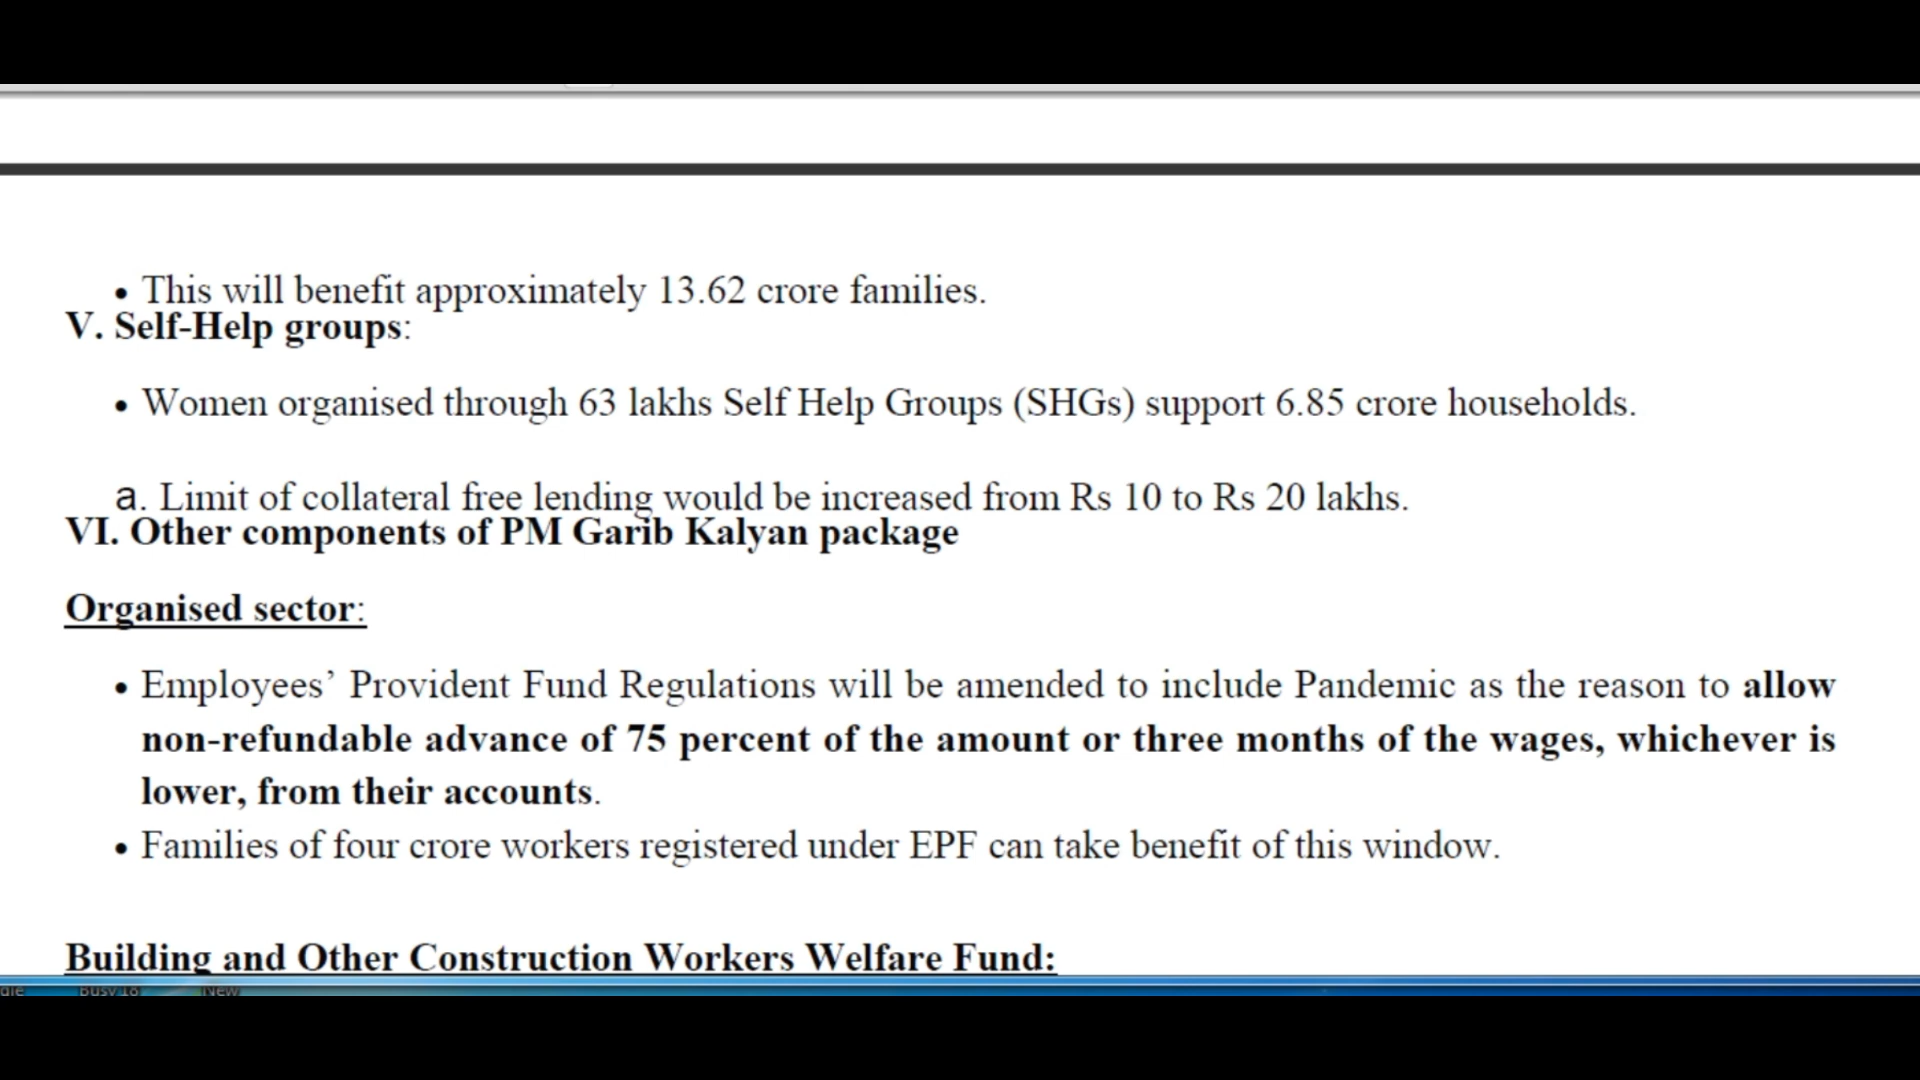 • This will benefit approximately 13.62 crore families.
V. Self-Help groups:
• Women organised through 63 lakhs Self Help Groups (SHGs) support 6.85 crore households.
a. Limit of collateral free lending would be increased from Rs 10 to Rs 20 lakhs.
VI. Other components of PM Garib Kalyan package
Organised sector:
• Employees’ Provident Fund Regulations will be amended to include Pandemic as the reason to allow
non-refundable advance of 75 percent of the amount or three months of the wages, whichever is
lower, from their accounts.
• Families of four crore workers registered under EPF can take benefit of this window.
Building and Other Construction Workers Welfare Fund:
Busy 18 New